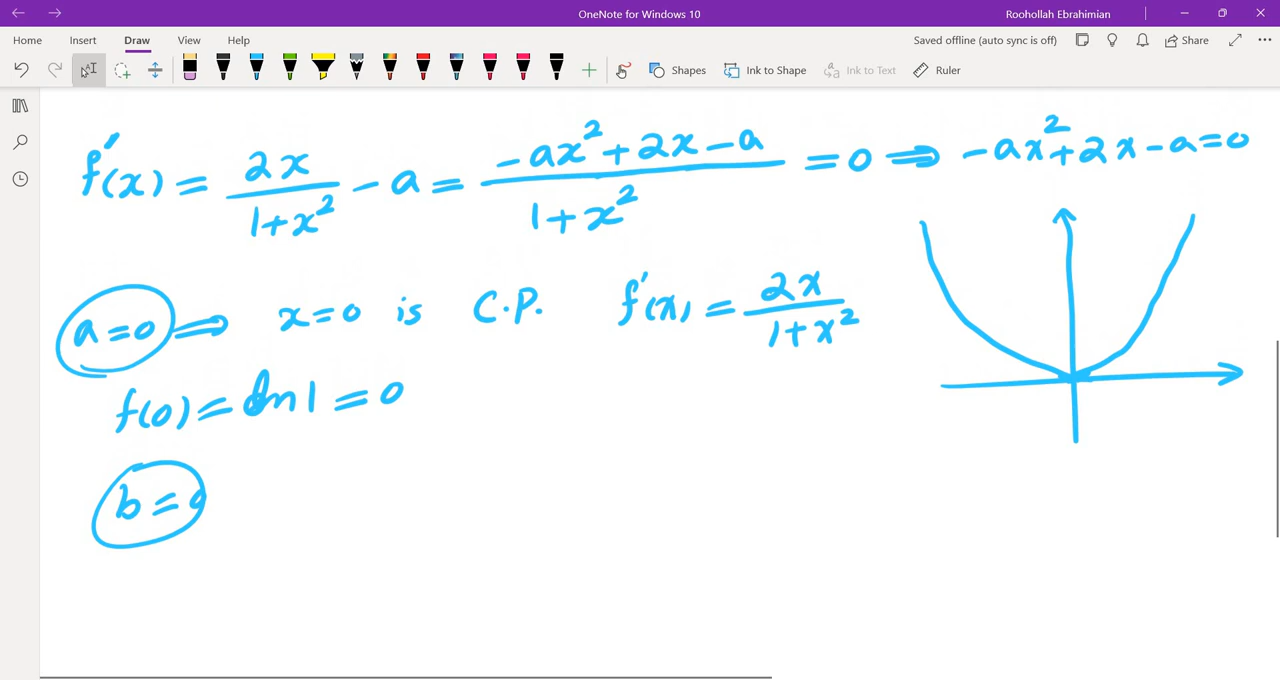 OneNote for Windows 10
Roohollah Ebrahimian
Home Insert Draw View Help
Saved offline (auto sync is off) Share
Shapes Ink to Shape Ink to Text Ruler
f'(x) = 2x/(1+x²) - a = (-ax²+2x-a)/(1+x²) = 0 ⟹ -ax²+2x-a=0
a=0 ⟹ x=0 is C.P. f'(x) = 2x/(1+x²)
f(0) = ln 1 = 0
b=0